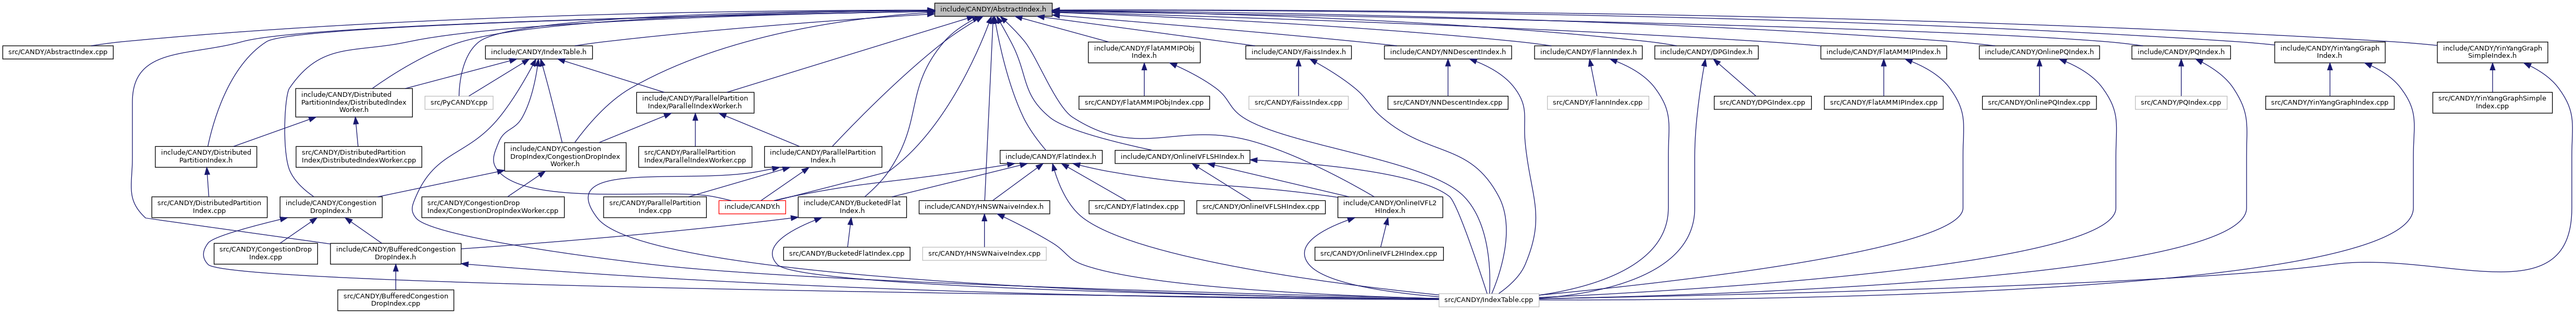 include/CANDY/AbstractIndex.h
src/CANDY/AbstractIndex.cpp
include/CANDY/IndexTable.h
include/CANDY/FlatAMMIPObj
Index.h
include/CANDY/FaissIndex.h
include/CANDY/NNDescentIndex.h
include/CANDY/FlannIndex.h
include/CANDY/DPGIndex.h
include/CANDY/FlatAMMIPIndex.h
include/CANDY/OnlinePQIndex.h
include/CANDY/PQIndex.h
include/CANDY/YinYangGraph
Index.h
include/CANDY/YinYangGraph
SimpleIndex.h
include/CANDY/Distributed
PartitionIndex/DistributedIndex
Worker.h
src/PyCANDY.cpp
include/CANDY/ParallelPartition
Index/ParallelIndexWorker.h
src/CANDY/FlatAMMIPObjIndex.cpp
src/CANDY/FaissIndex.cpp
src/CANDY/NNDescentIndex.cpp
src/CANDY/FlannIndex.cpp
src/CANDY/DPGIndex.cpp
src/CANDY/FlatAMMIPIndex.cpp
src/CANDY/OnlinePQIndex.cpp
src/CANDY/PQIndex.cpp
src/CANDY/YinYangGraphIndex.cpp
src/CANDY/YinYangGraphSimple
Index.cpp
include/CANDY/Distributed
PartitionIndex.h
src/CANDY/DistributedPartition
Index/DistributedIndexWorker.cpp
include/CANDY/Congestion
DropIndex/CongestionDropIndex
Worker.h
src/CANDY/ParallelPartition
Index/ParallelIndexWorker.cpp
include/CANDY/ParallelPartition
Index.h
include/CANDY/FlatIndex.h
include/CANDY/OnlineIVFLSHIndex.h
src/CANDY/DistributedPartition
Index.cpp
include/CANDY/Congestion
DropIndex.h
src/CANDY/CongestionDrop
Index/CongestionDropIndexWorker.cpp
src/CANDY/ParallelPartition
Index.cpp
include/CANDY.h
include/CANDY/BucketedFlat
Index.h
include/CANDY/HNSWNaiveIndex.h
src/CANDY/FlatIndex.cpp
src/CANDY/OnlineIVFLSHIndex.cpp
include/CANDY/OnlineIVFL2
HIndex.h
src/CANDY/CongestionDrop
Index.cpp
include/CANDY/BufferedCongestion
DropIndex.h
src/CANDY/BucketedFlatIndex.cpp
src/CANDY/HNSWNaiveIndex.cpp
src/CANDY/OnlineIVFL2HIndex.cpp
src/CANDY/BufferedCongestion
DropIndex.cpp
src/CANDY/IndexTable.cpp